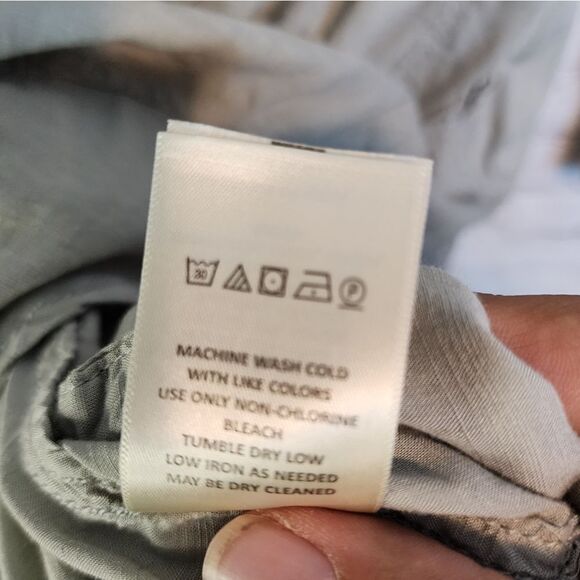 30 P
MACHINE WASH COLD
WITH LIKE COLORS
USE ONLY NON-CHLORINE
BLEACH
TUMBLE DRY LOW
LOW IRON AS NEEDED
MAY BE DRY CLEANED